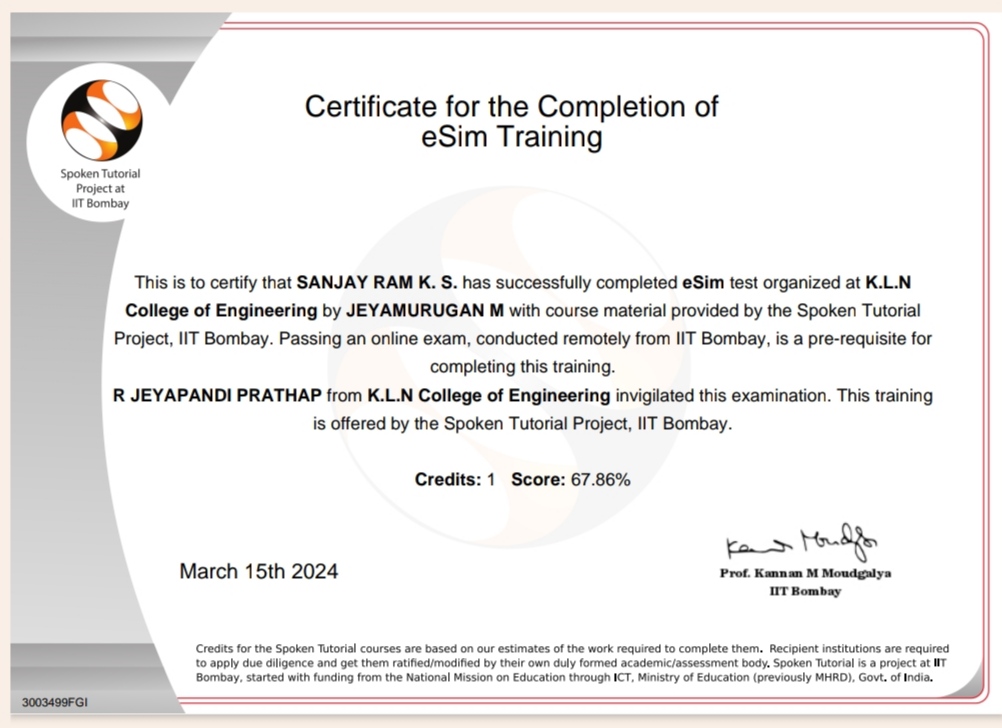 Spoken Tutorial
Project at
IIT Bombay
Certificate for the Completion of
eSim Training
This is to certify that SANJAY RAM K. S. has successfully completed eSim test organized at K.L.N
College of Engineering by JEYAMURUGAN M with course material provided by the Spoken Tutorial
Project, IIT Bombay. Passing an online exam, conducted remotely from IIT Bombay, is a pre-requisite for
completing this training.
R JEYAPANDI PRATHAP from K.L.N College of Engineering invigilated this examination. This training
is offered by the Spoken Tutorial Project, IIT Bombay.
Credits: 1 Score: 67.86%
March 15th 2024
Kannan Moudgalya
Prof. Kannan M Moudgalya
IIT Bombay
Credits for the Spoken Tutorial courses are based on our estimates of the work required to complete them. Recipient institutions are required
to apply due diligence and get them ratified/modified by their own duly formed academic/assessment body. Spoken Tutorial is a project at IIT
Bombay, started with funding from the National Mission on Education through ICT, Ministry of Education (previously MHRD), Govt. of India.
3003499FGI